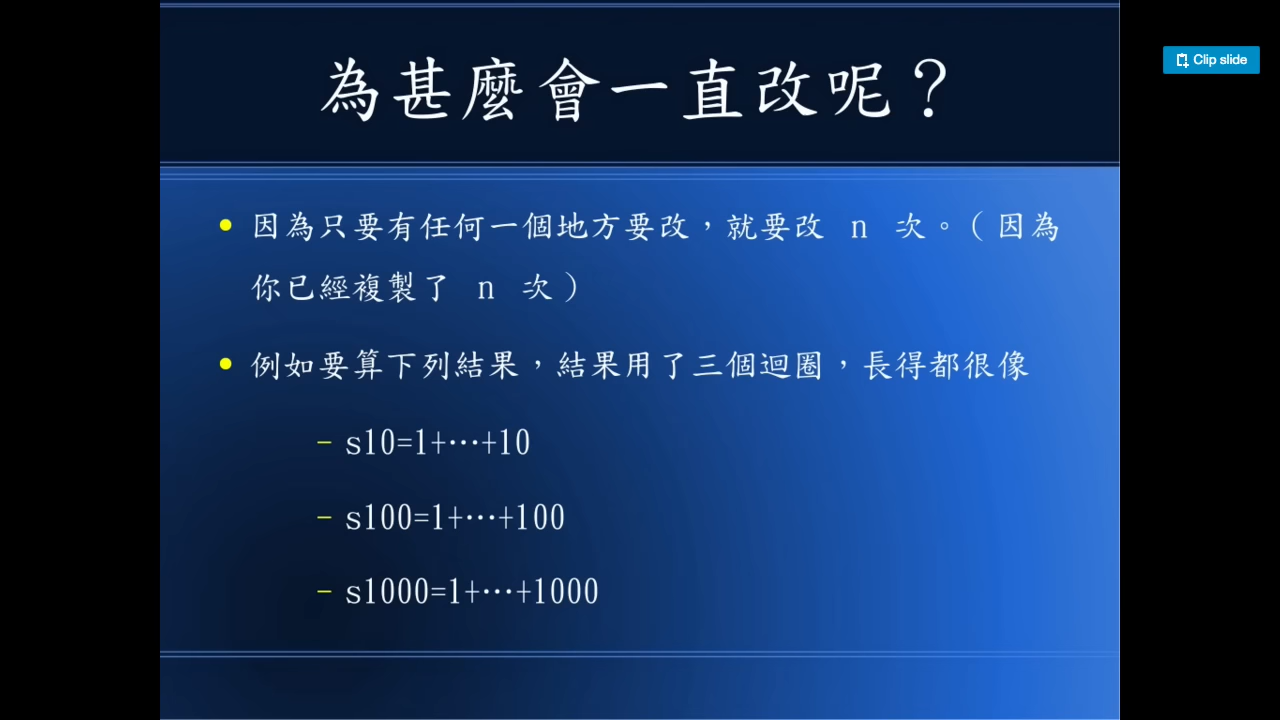 Clip slide
為甚麼會一直改呢？
因為只要有任何一個地方要改，就要改 n 次。（因為
你已經複製了 n 次）
例如要算下列結果，結果用了三個迴圈，長得都很像
– s10=1+…+10
– s100=1+…+100
– s1000=1+…+1000